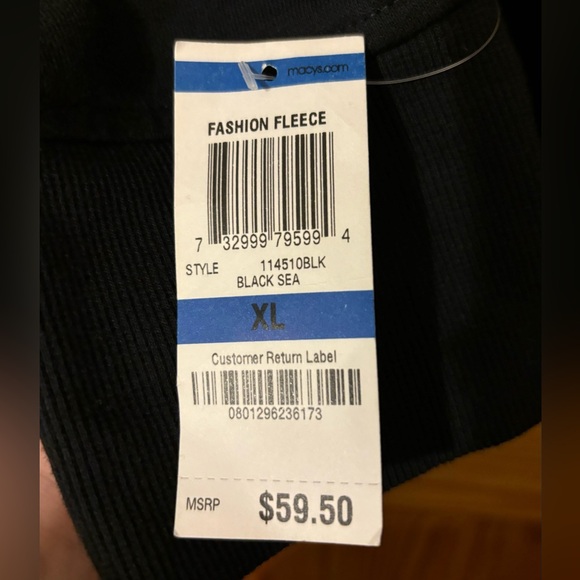 macys.com
FASHION FLEECE
7 32999 79599 4
STYLE 114510BLK
BLACK SEA
XL
Customer Return Label
0801296236173
MSRP $59.50